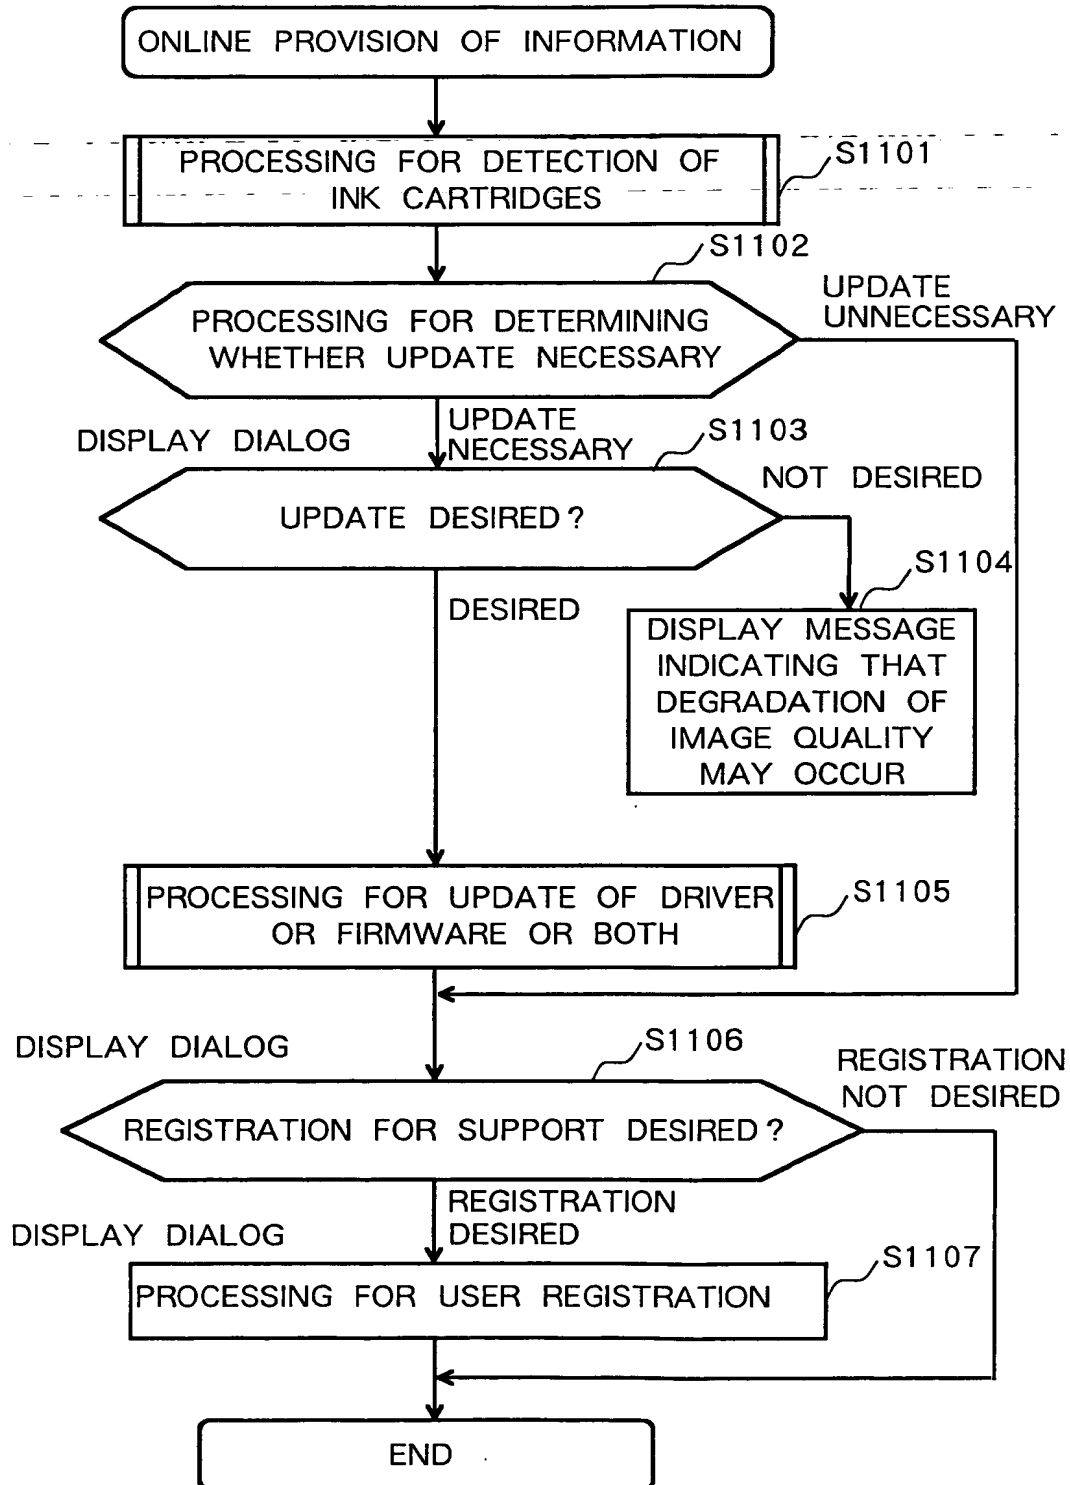 ONLINE PROVISION OF INFORMATION
PROCESSING FOR DETECTION OF
INK CARTRIDGES
S1101
S1102
PROCESSING FOR DETERMINING
WHETHER UPDATE NECESSARY
UPDATE
UNNECESSARY
DISPLAY DIALOG
UPDATE
NECESSARY
S1103
UPDATE DESIRED?
NOT DESIRED
DESIRED
S1104
DISPLAY MESSAGE
INDICATING THAT
DEGRADATION OF
IMAGE QUALITY
MAY OCCUR
PROCESSING FOR UPDATE OF DRIVER
OR FIRMWARE OR BOTH
S1105
DISPLAY DIALOG
S1106
REGISTRATION FOR SUPPORT DESIRED?
REGISTRATION
NOT DESIRED
DISPLAY DIALOG
REGISTRATION
DESIRED
S1107
PROCESSING FOR USER REGISTRATION
END